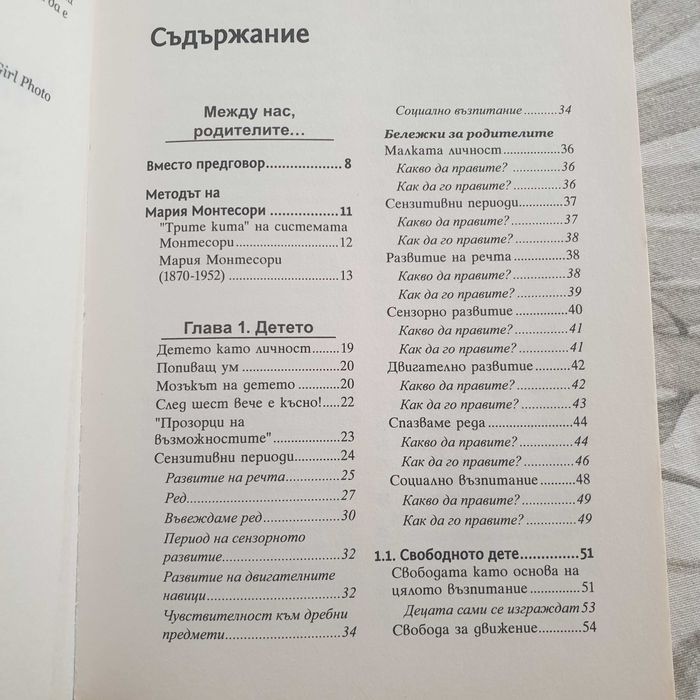 да е
Girl Photo
Съдържание
Между нас,
родителите...
Вместо предговор..................8
Методът на
Мария Монтесори ................11
"Трите кита" на системата
Монтесори......................12
Мария Монтесори
(1870-1952) .....................13
Глава 1. Детето
Детето като личност.......19
Попиващ ум ....................20
Мозъкът на детето ..........20
След шест вече е късно!...22
"Прозорци на
възможностите"..............23
Сензитивни периоди.........24
Развитие на речта.........25
Ред...............................27
Въвеждаме ред..............30
Период на сензорното
развитие......................32
Развитие на двигателните
навици.........................32
Чувствителност към дребни
предмети.....................34
Социално възпитание..........34
Бележки за родителите
Малката личност ............36
Какво да правите? ..........36
Как да го правите? .........36
Сензитивни периоди.........37
Какво да правите?..........37
Как да го правите?.........38
Развитие на речта...........38
Какво да правите?..........38
Как да го правите?.........39
Сензорно развитие ..........40
Какво да правите?..........41
Как да го правите?.........41
Двигателно развитие.......42
Какво да правите?..........42
Как да го правите?.........43
Спазваме реда.................44
Какво да правите?..........44
Как да го правите?.........46
Социално възпитание.......48
Какво да правите?..........49
Как да го правите?.........49
1.1. Свободното дете..............51
Свободата като основа на
цялото възпитание..........51
Децата сами се изграждат 53
Свобода за движение........54